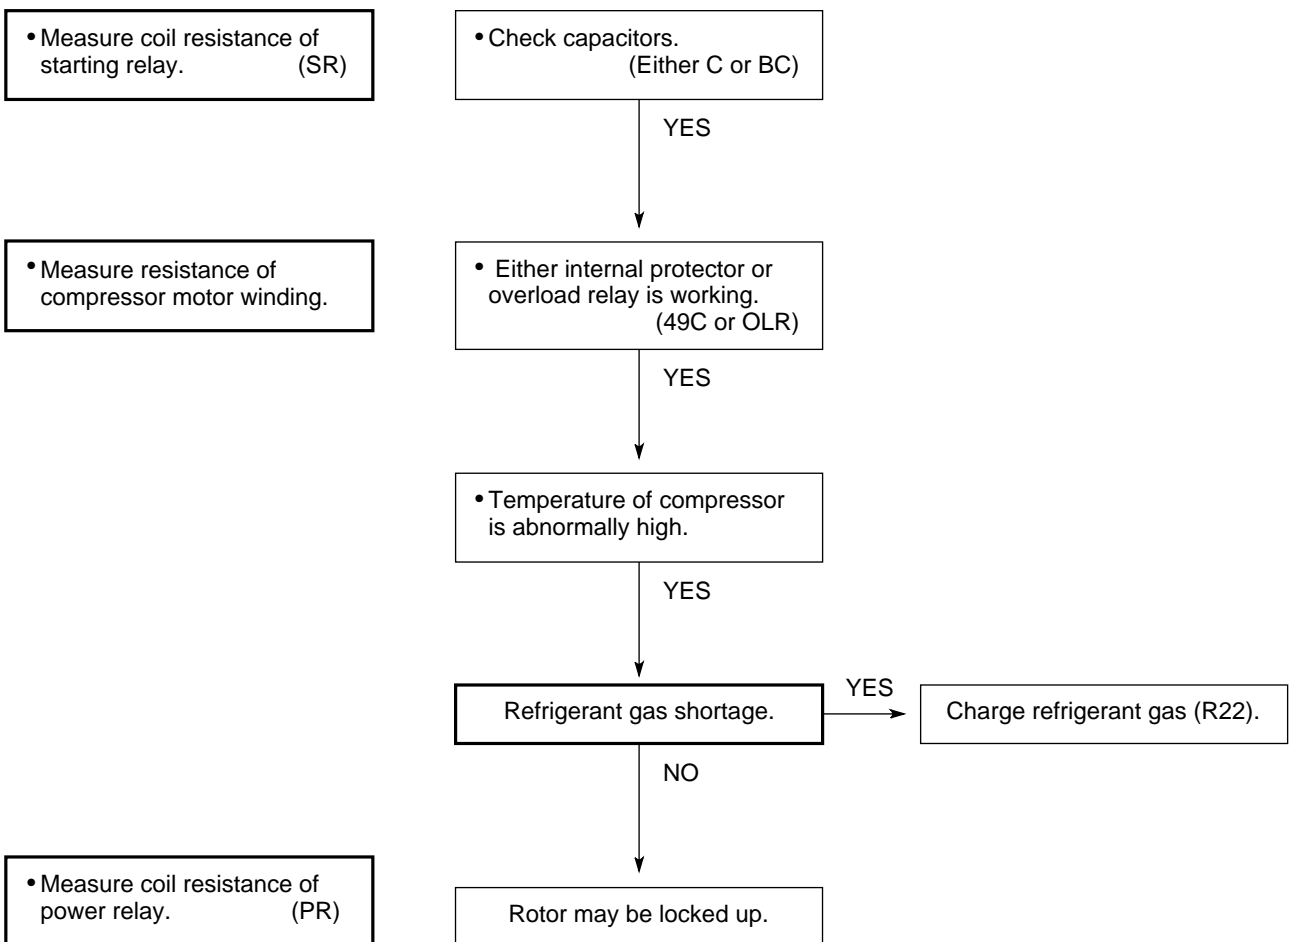 • Measure coil resistance of
starting relay. (SR)
• Check capacitors.
(Either C or BC)
YES
• Measure resistance of
compressor motor winding.
• Either internal protector or
overload relay is working.
(49C or OLR)
YES
• Temperature of compressor
is abnormally high.
YES
Refrigerant gas shortage.
YES
Charge refrigerant gas (R22).
NO
• Measure coil resistance of
power relay. (PR)
Rotor may be locked up.